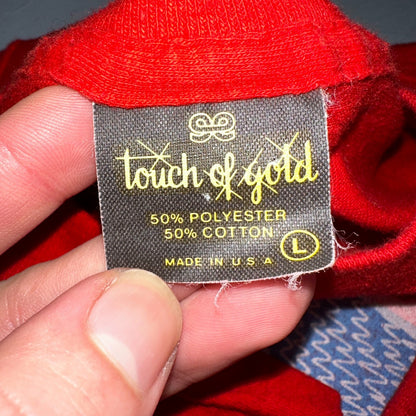 touch of gold
50% POLYESTER
50% COTTON
L
MADE IN U S A